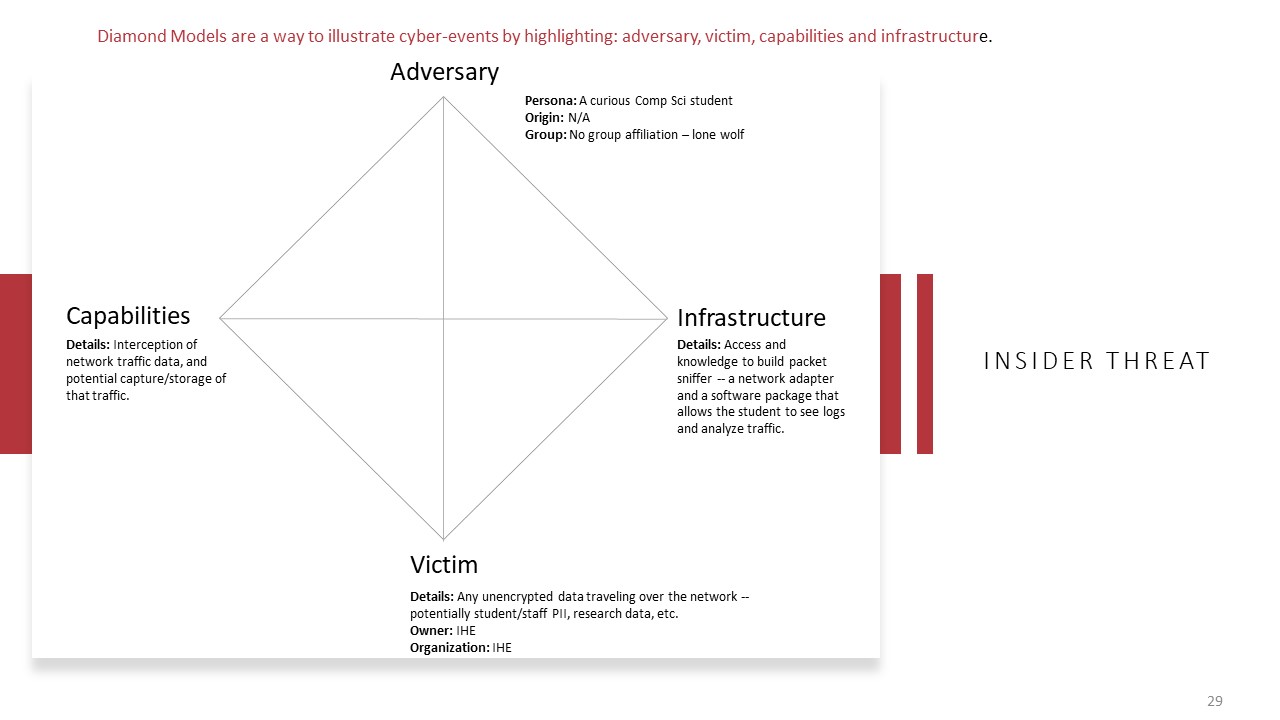 Diamond Models are a way to illustrate cyber-events by highlighting: adversary, victim, capabilities and infrastructure.
Adversary
Persona: A curious Comp Sci student
Origin: N/A
Group: No group affiliation – lone wolf
Capabilities
Details: Interception of
network traffic data, and
potential capture/storage of
that traffic.
Infrastructure
Details: Access and
knowledge to build packet
sniffer -- a network adapter
and a software package that
allows the student to see logs
and analyze traffic.
INSIDER THREAT
Victim
Details: Any unencrypted data traveling over the network --
potentially student/staff PII, research data, etc.
Owner: IHE
Organization: IHE
29